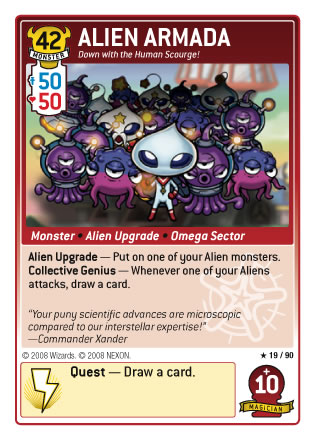 42 ALIEN ARMADA
MONSTER
Down with the Human Scourge!
50
50
Monster • Alien Upgrade • Omega Sector
Alien Upgrade — Put on one of your Alien monsters.
Collective Genius — Whenever one of your Aliens
attacks, draw a card.
“Your puny scientific advances are microscopic
compared to our interstellar expertise!”
—Commander Xander
© 2008 Wizards. © 2008 NEXON. ★ 19 / 90
Quest — Draw a card.
+
10
MAGICIAN